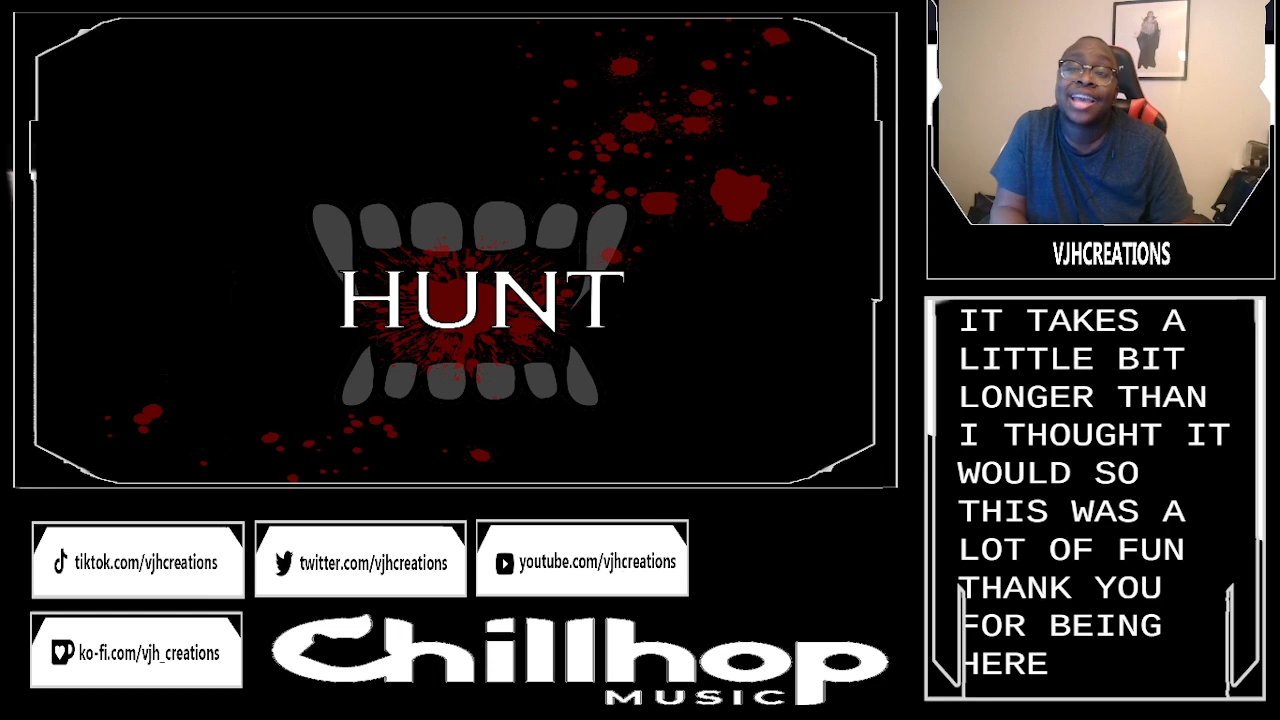 HUNT
VJHCREATIONS
IT TAKES A
LITTLE BIT
LONGER THAN
I THOUGHT IT
WOULD SO
THIS WAS A
LOT OF FUN
THANK YOU
FOR BEING
HERE
tiktok.com/vjhcreations
twitter.com/vjhcreations
youtube.com/vjhcreations
ko-fi.com/vjh_creations
Chillhop
MUSIC